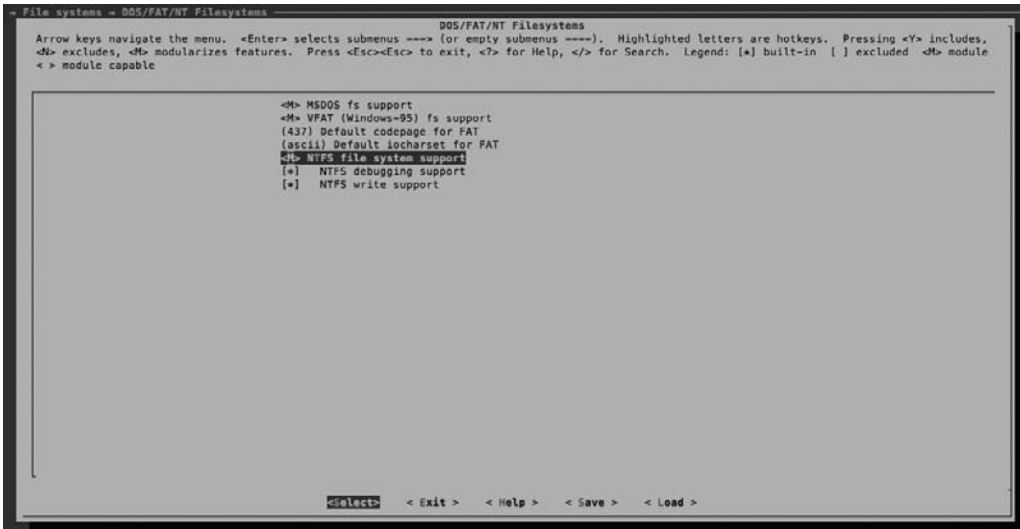 → File systems → DOS/FAT/NT Filesystems
DOS/FAT/NT Filesystems
Arrow keys navigate the menu. <Enter> selects submenus ---> (or empty submenus ----). Highlighted letters are hotkeys. Pressing <Y> includes,
<N> excludes, <M> modularizes features. Press <Esc><Esc> to exit, <?> for Help, </> for Search. Legend: [*] built-in [ ] excluded <M> module
< > module capable
<M> MSDOS fs support
<M> VFAT (Windows-95) fs support
(437) Default codepage for FAT
(ascii) Default iocharset for FAT
<M> NTFS file system support
[*] NTFS debugging support
[*] NTFS write support
<Select> < Exit > < Help > < Save > < Load >